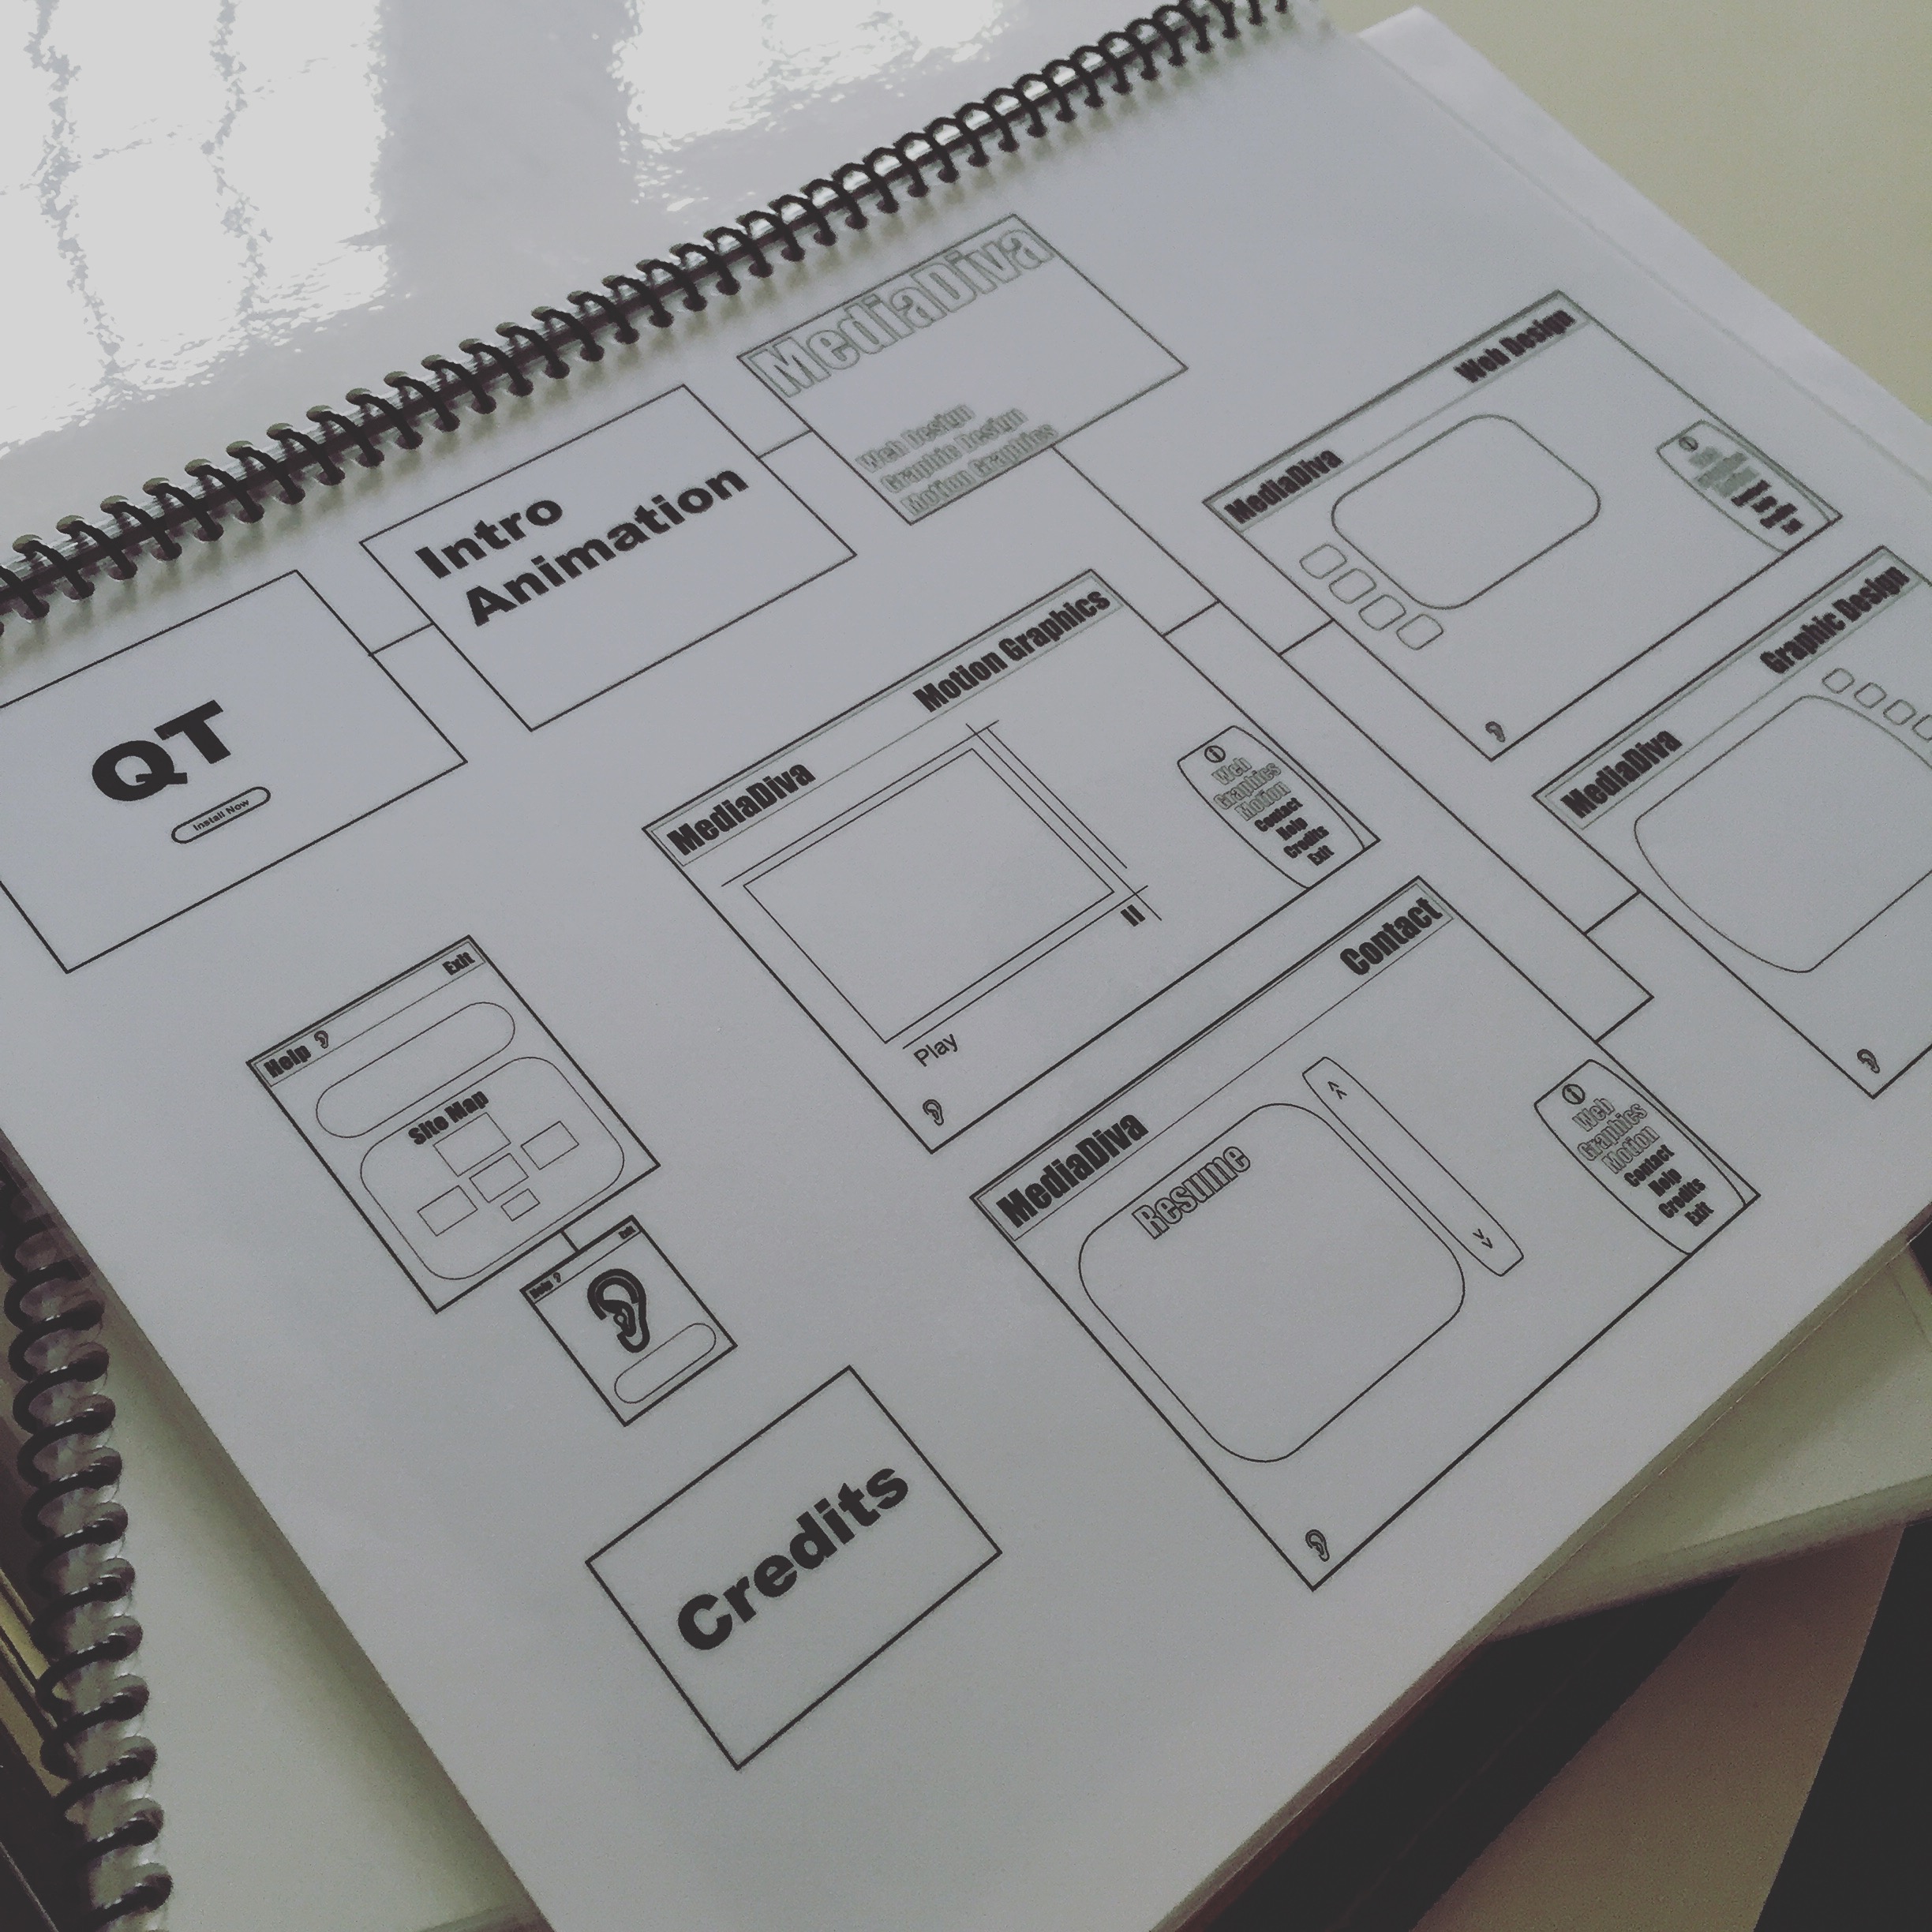 QT
Install Now
Intro
Animation
MediaDiva
Web Design
Graphic Design
Motion Graphics
MediaDiva Web Design
MediaDiva Graphic Design
MediaDiva Motion Graphics
Play
Web
Graphics
Motion
Contact
Help
Credits
Exit
MediaDiva Contact
Resume
Web
Graphics
Motion
Contact
Help
Credits
Exit
Help Exit
Site Map
Help Exit
Credits